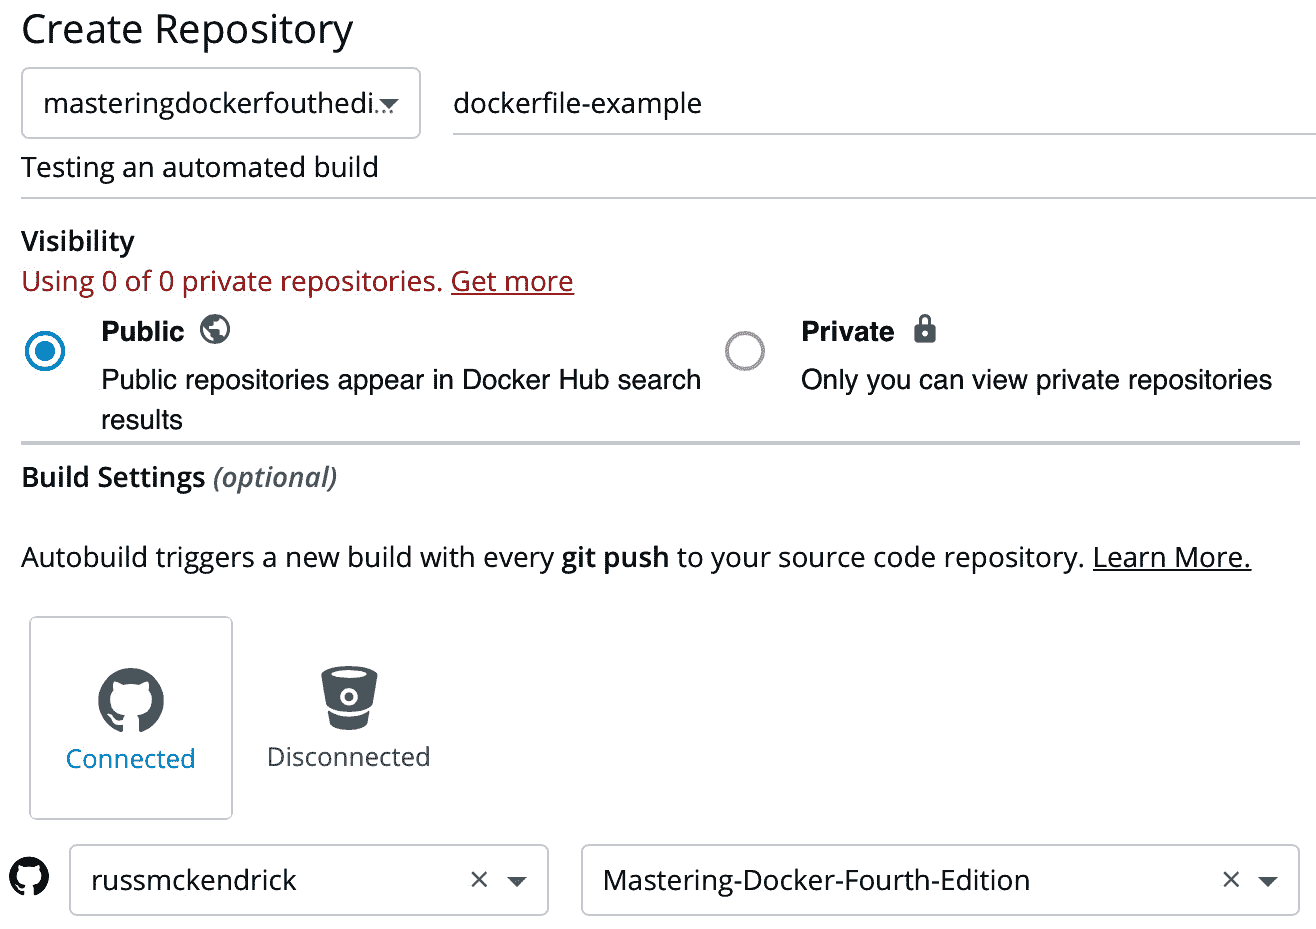 Create Repository
masteringdockerfouthedi...
dockerfile-example
Testing an automated build
Visibility
Using 0 of 0 private repositories. Get more
Public
Public repositories appear in Docker Hub search
results
Private
Only you can view private repositories
Build Settings (optional)
Autobuild triggers a new build with every git push to your source code repository. Learn More.
Connected
Disconnected
russmckendrick
Mastering-Docker-Fourth-Edition